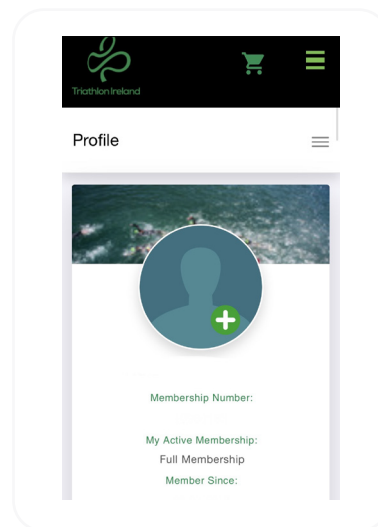 Triathlon Ireland
Profile
Membership Number:
My Active Membership:
Full Membership
Member Since: